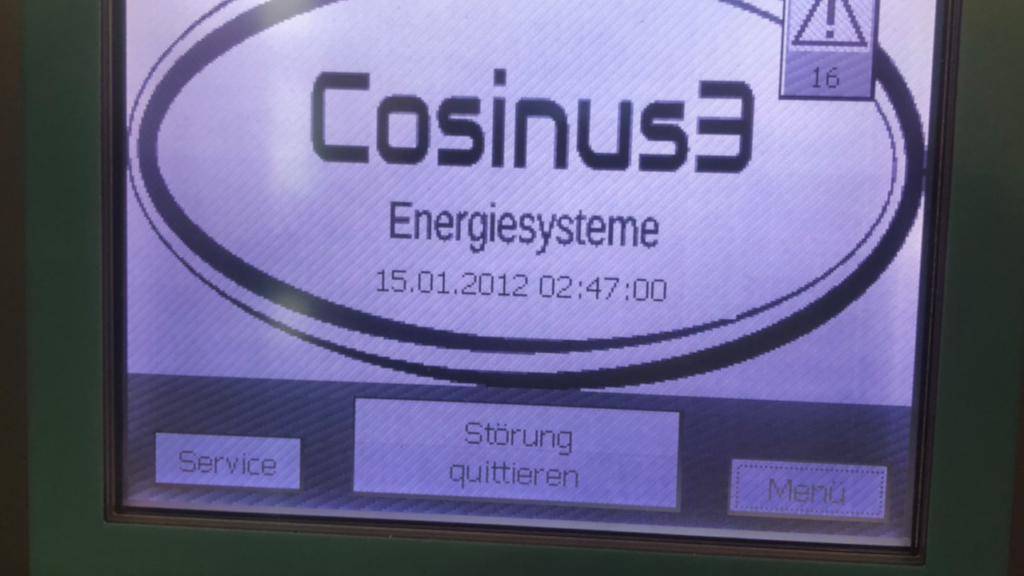 16
Cosinus3
Energiesysteme
15.01.2012 02:47:00
Störung
quittieren
Service
Menü